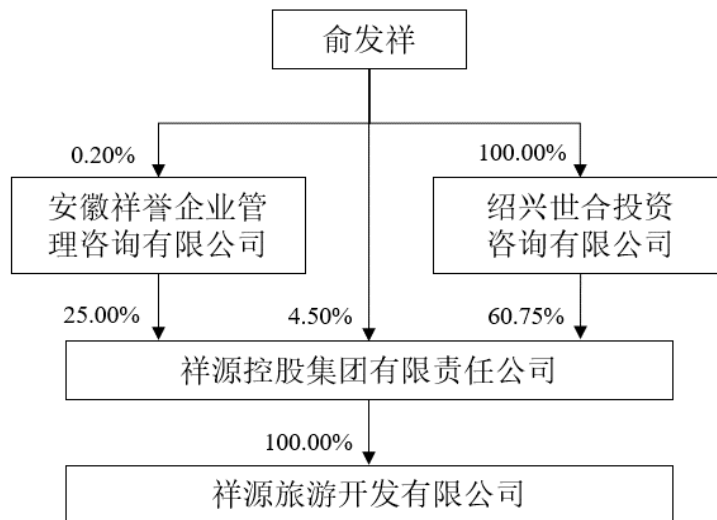 俞发祥
0.20%
100.00%
安徽祥誉企业管
理咨询有限公司
绍兴世合投资
咨询有限公司
25.00%
4.50%
60.75%
祥源控股集团有限责任公司
100.00%
祥源旅游开发有限公司